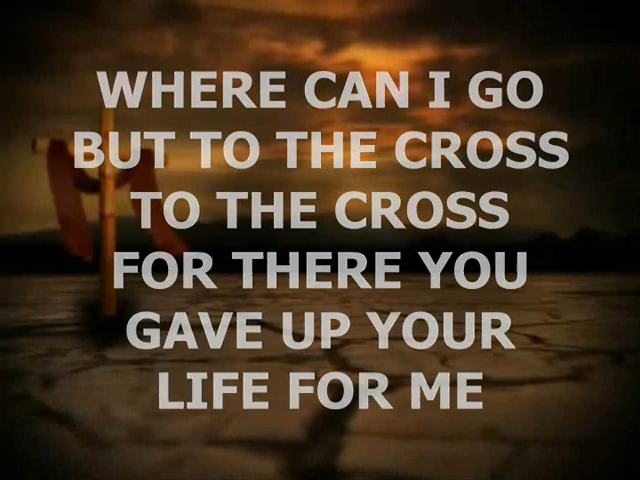 WHERE CAN I GO
BUT TO THE CROSS
TO THE CROSS
FOR THERE YOU
GAVE UP YOUR
LIFE FOR ME